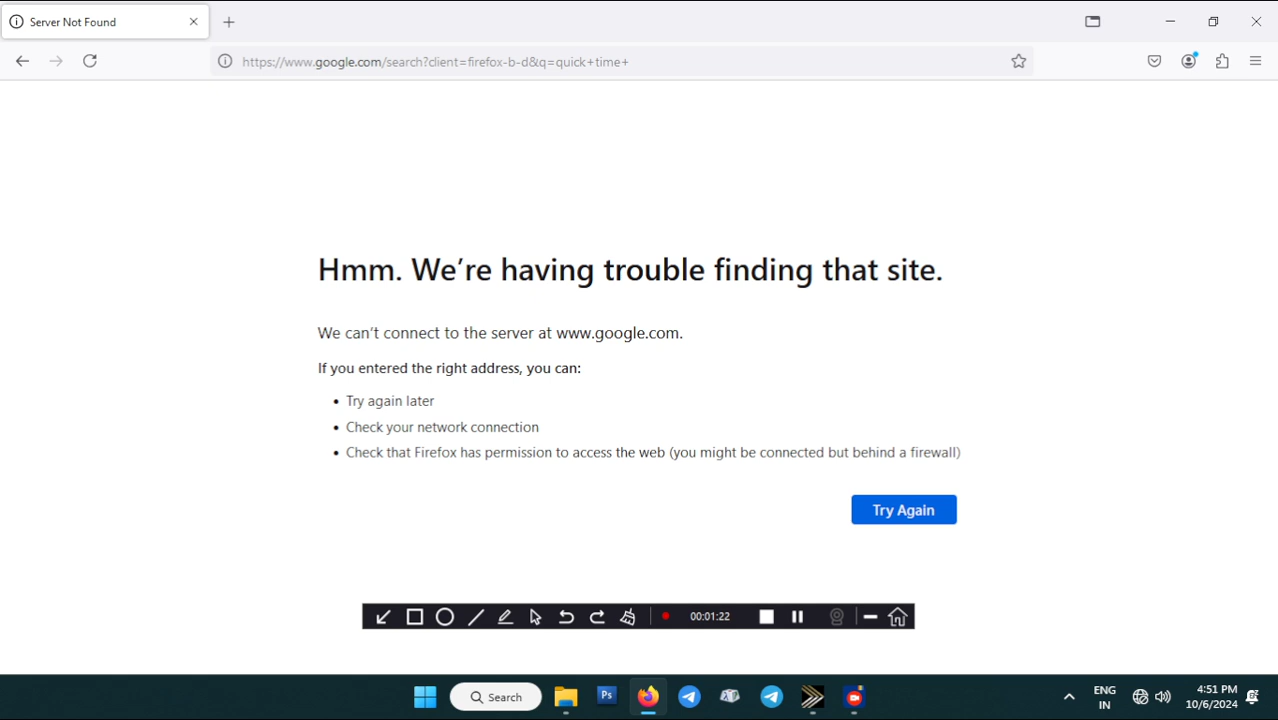 Server Not Found
https://www.google.com/search?client=firefox-b-d&q=quick+time+
Hmm. We're having trouble finding that site.
We can't connect to the server at www.google.com.
If you entered the right address, you can:
Try again later
Check your network connection
Check that Firefox has permission to access the web (you might be connected but behind a firewall)
Try Again
00:01:22
Search
Ps
ENG
IN
4:51 PM
10/6/2024